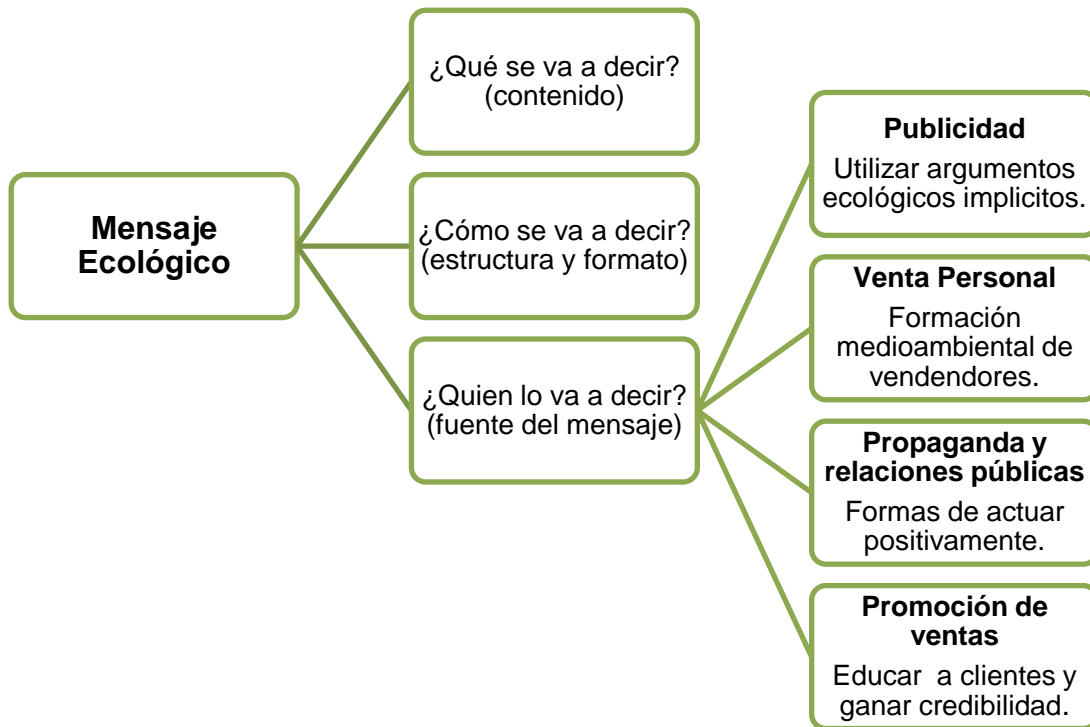 Mensaje
Ecológico
¿Qué se va a decir?
(contenido)
¿Cómo se va a decir?
(estructura y formato)
¿Quien lo va a decir?
(fuente del mensaje)
Publicidad
Utilizar argumentos
ecológicos implicitos.
Venta Personal
Formación
medioambiental de
vendendores.
Propaganda y
relaciones públicas
Formas de actuar
positivamente.
Promoción de
ventas
Educar a clientes y
ganar credibilidad.